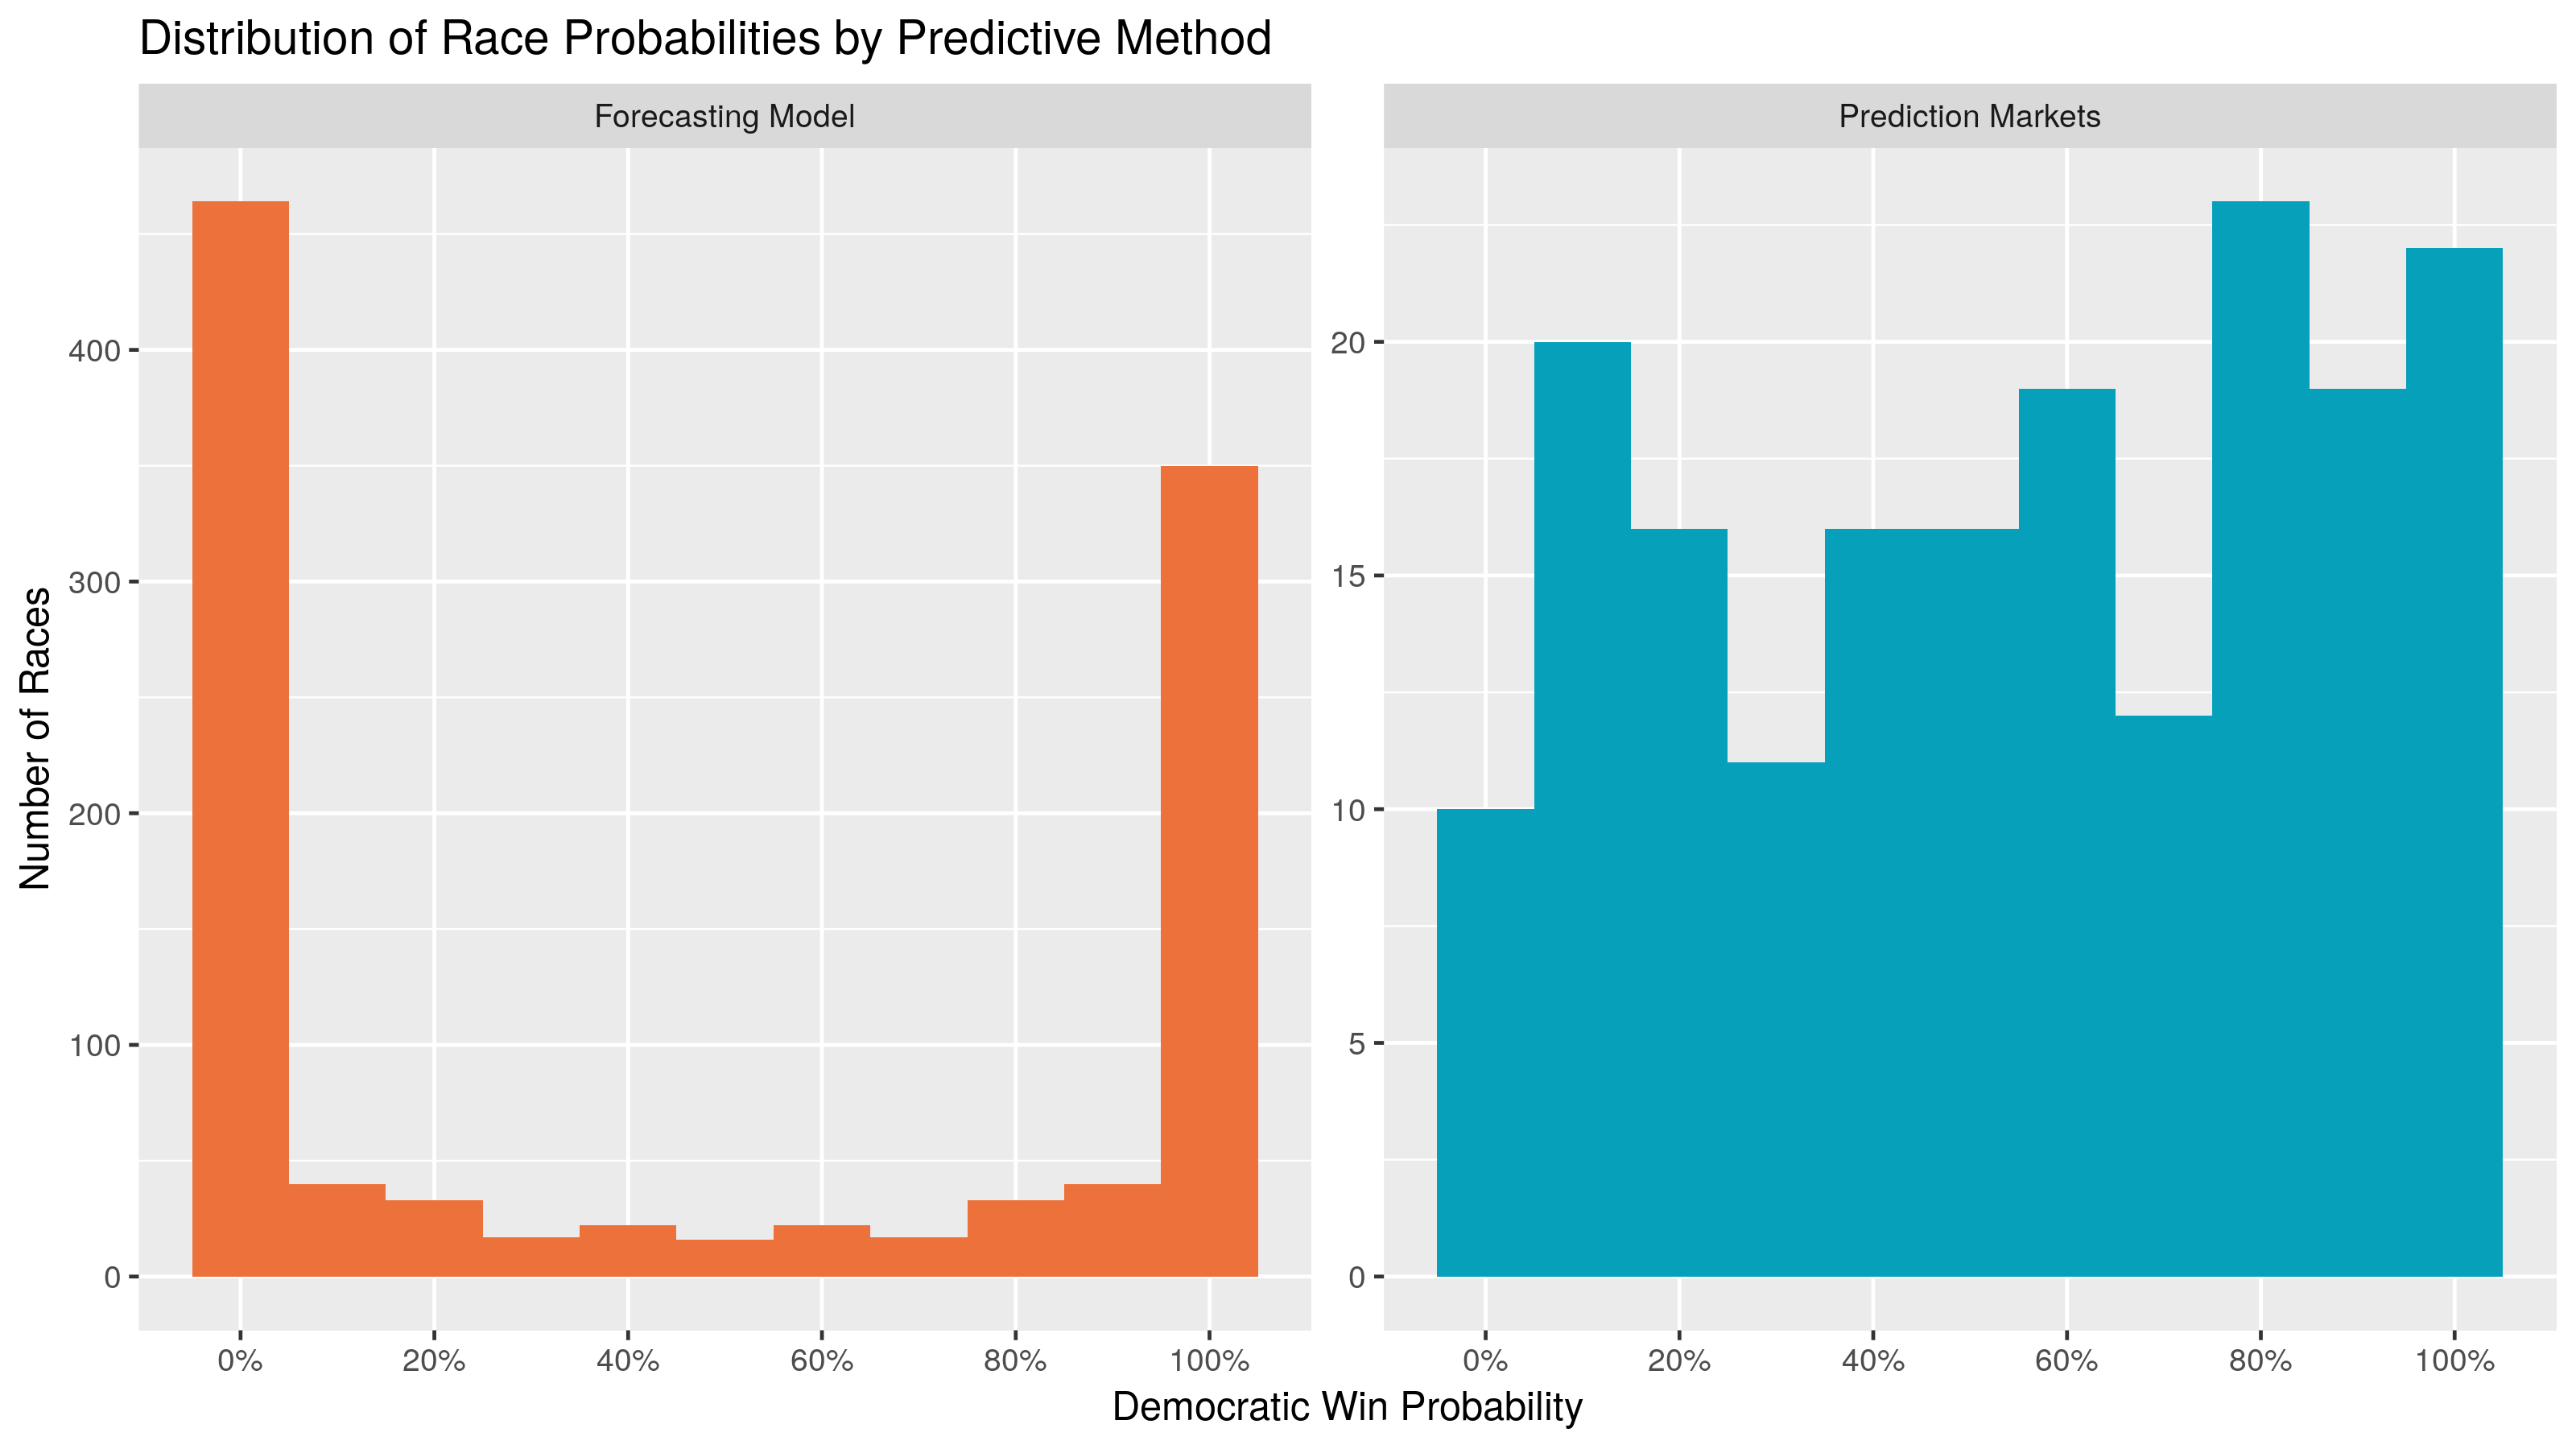 Distribution of Race Probabilities by Predictive Method
Forecasting Model
Prediction Markets
Number of Races
400
300
200
100
0
20
15
10
5
0
0% 20% 40% 60% 80% 100%
0% 20% 40% 60% 80% 100%
Democratic Win Probability